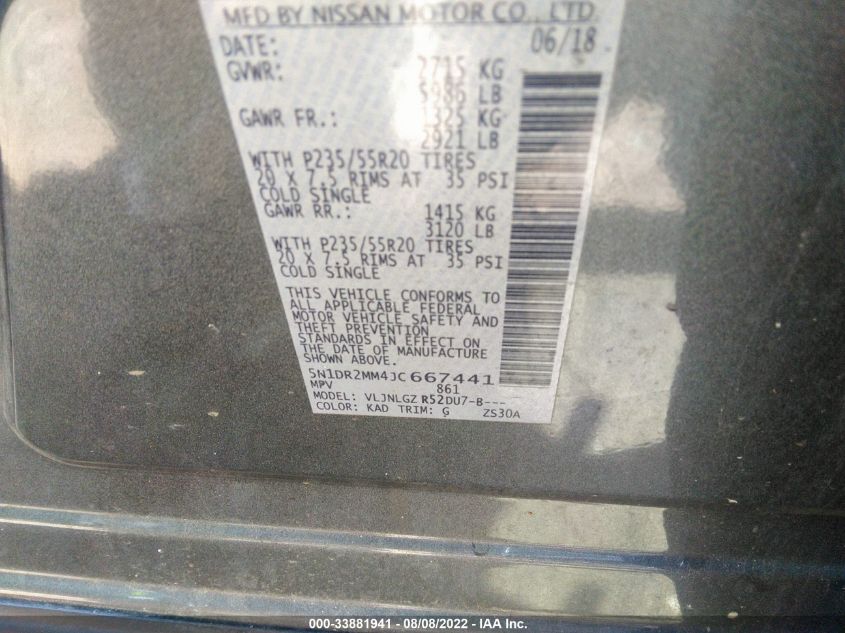 MFD BY NISSAN MOTOR CO., LTD.
DATE: 06/18
GVWR: 2715 KG
5986 LB
GAWR FR.: 1325 KG
2921 LB
WITH P235/55R20 TIRES
20 X 7.5 RIMS AT 35 PSI
COLD SINGLE
GAWR RR.: 1415 KG
3120 LB
WITH P235/55R20 TIRES
20 X 7.5 RIMS AT 35 PSI
COLD SINGLE
THIS VEHICLE CONFORMS TO
ALL APPLICABLE FEDERAL
MOTOR VEHICLE SAFETY AND
THEFT PREVENTION
STANDARDS IN EFFECT ON
THE DATE OF MANUFACTURE
SHOWN ABOVE.
5N1DR2MM4JC667441
MPV 861
MODEL: VLJNLGZ R52DU7-B---
COLOR: KAD TRIM: G ZS30A
000-33881941 - 08/08/2022 - IAA Inc.